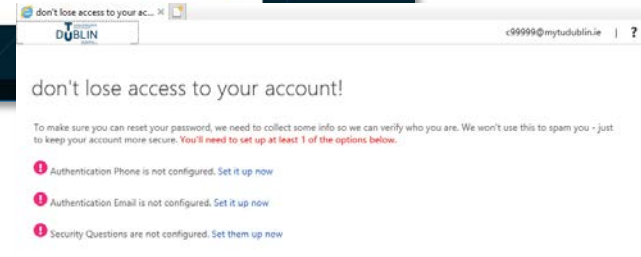 don't lose access to your ac...
DUBLIN
c99999@mytudublin.ie | ?
don't lose access to your account!
To make sure you can reset your password, we need to collect some info so we can verify who you are. We won't use this to spam you - just
to keep your account more secure. You'll need to set up at least 1 of the options below.
! Authentication Phone is not configured. Set it up now
! Authentication Email is not configured. Set it up now
! Security Questions are not configured. Set them up now